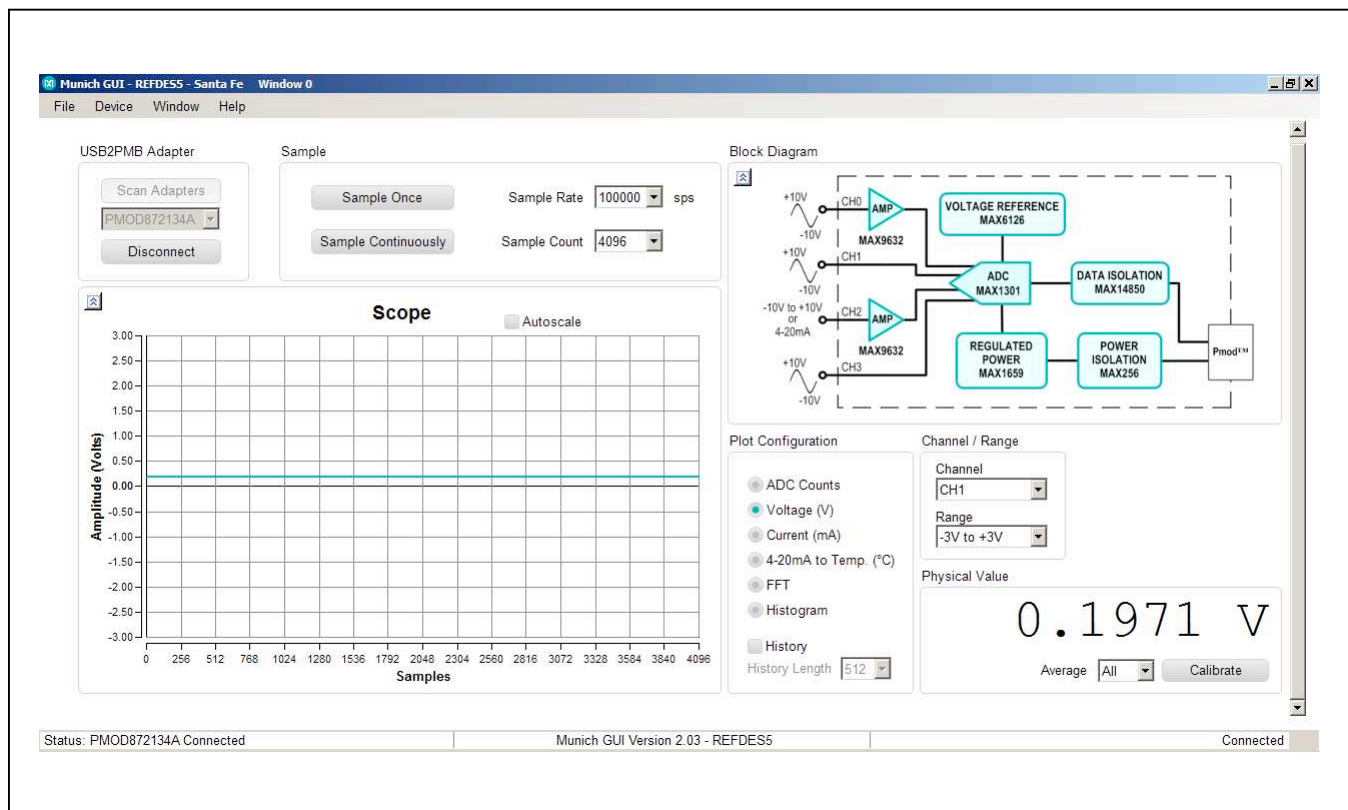 Munich GUI - REFDES5 - Santa Fe Window 0
File Device Window Help
USB2PMB Adapter
Scan Adapters
PMOD872134A
Disconnect
Sample
Sample Once
Sample Rate 100000 sps
Sample Continuously
Sample Count 4096
Scope
Autoscale
3.00
2.50
2.00
1.50
1.00
0.50
0.00
-0.50
-1.00
-1.50
-2.00
-2.50
-3.00
Amplitude (Volts)
0 256 512 768 1024 1280 1536 1792 2048 2304 2560 2816 3072 3328 3584 3840 4096
Samples
Block Diagram
+10V
-10V
CH0
AMP
MAX9632
+10V
-10V
CH1
-10V to +10V
or
4-20mA
CH2
AMP
MAX9632
+10V
-10V
CH3
VOLTAGE REFERENCE
MAX6126
ADC
MAX1301
DATA ISOLATION
MAX14850
REGULATED
POWER
MAX1659
POWER
ISOLATION
MAX256
Pmod™
Plot Configuration
ADC Counts
Voltage (V)
Current (mA)
4-20mA to Temp. (°C)
FFT
Histogram
History
History Length 512
Channel / Range
Channel
CH1
Range
-3V to +3V
Physical Value
0.1971 V
Average All Calibrate
Status: PMOD872134A Connected
Munich GUI Version 2.03 - REFDES5
Connected